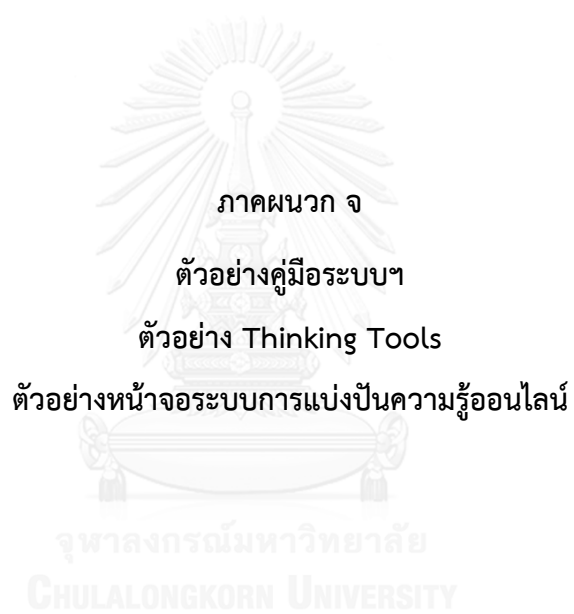 ภาคผนวก จ
ตัวอย่างคู่มือระบบฯ
ตัวอย่าง Thinking Tools
ตัวอย่างหน้าจอระบบการแบ่งปันความรู้ออนไลน์
จุฬาลงกรณ์มหาวิทยาลัย
CHULALONGKORN UNIVERSITY